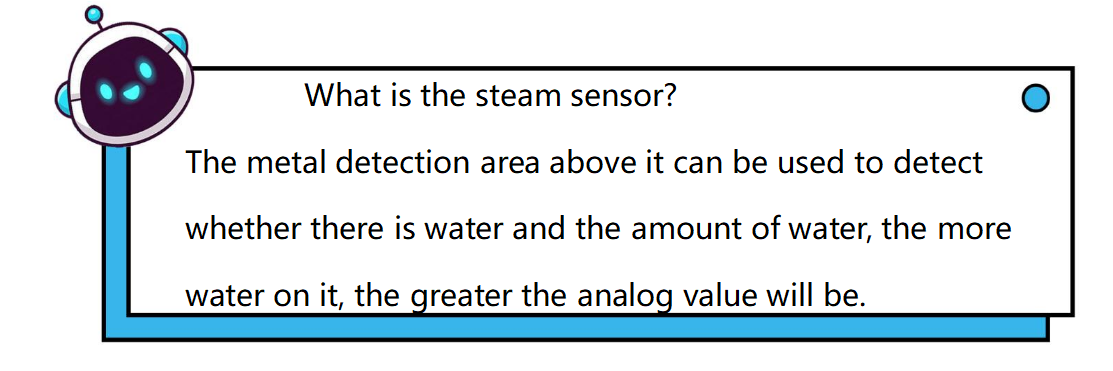 What is the steam sensor?
The metal detection area above it can be used to detect
whether there is water and the amount of water, the more
water on it, the greater the analog value will be.